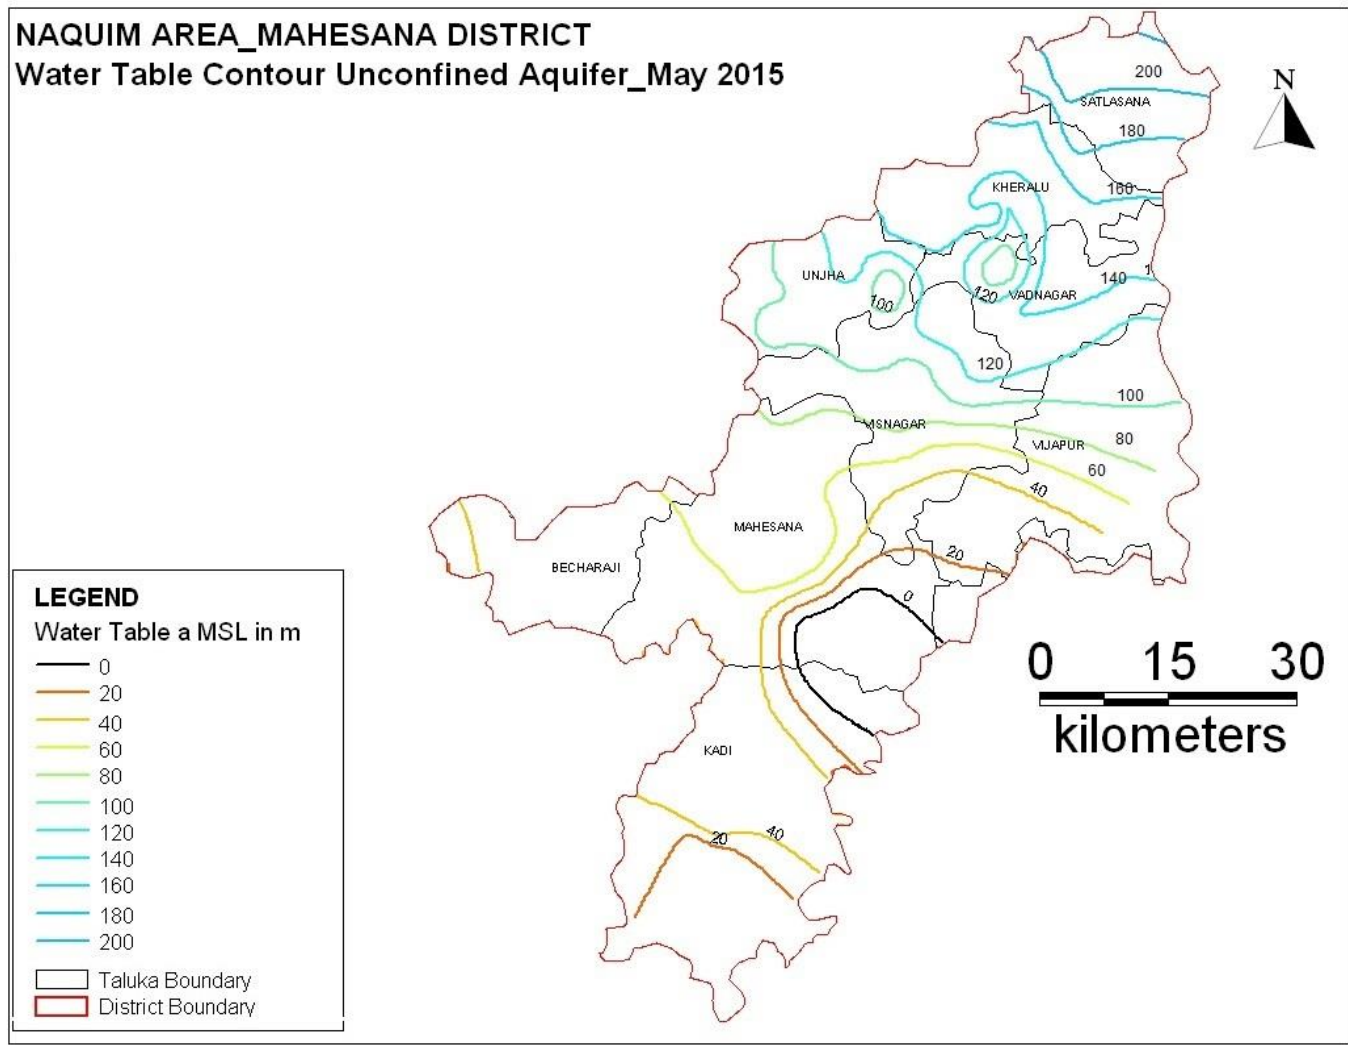 NAQUIM AREA_MAHESANA DISTRICT
Water Table Contour Unconfined Aquifer_May 2015
N
200
SATLASANA
180
KHERALU
160
UNJHA
140
1
100
120
VADNAGAR
120
100
VISNAGAR
80
VIJAPUR
60
40
MAHESANA
20
BECHARAJI
0
KADI
40
20
0 15 30
kilometers
LEGEND
Water Table a MSL in m
0
20
40
60
80
100
120
140
160
180
200
Taluka Boundary
District Boundary